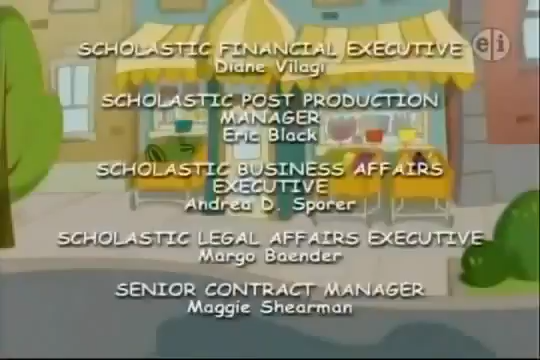 SCHOLASTIC FINANCIAL EXECUTIVE
Diane Vilagi
SCHOLASTIC POST PRODUCTION
MANAGER
Eric Black
SCHOLASTIC BUSINESS AFFAIRS
EXECUTIVE
Andrea D. Sporer
SCHOLASTIC LEGAL AFFAIRS EXECUTIVE
Margo Baender
SENIOR CONTRACT MANAGER
Maggie Shearman
e/i